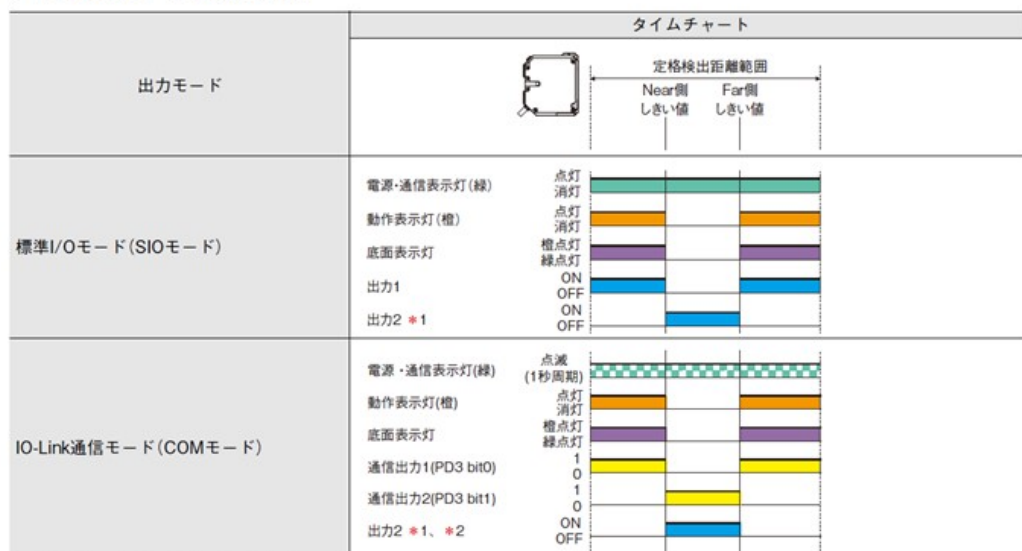 タイムチャート
出力モード
定格検出距離範囲
Near側
しきい値
Far側
しきい値
標準I/Oモード(SIOモード)
電源・通信表示灯(緑)
点灯
消灯
動作表示灯(橙)
点灯
消灯
底面表示灯
橙点灯
緑点灯
出力1
ON
OFF
出力2 *1
ON
OFF
IO-Link通信モード(COMモード)
電源・通信表示灯(緑)
点滅
(1秒周期)
動作表示灯(橙)
点灯
消灯
底面表示灯
橙点灯
緑点灯
通信出力1(PD3 bit0)
1
0
通信出力2(PD3 bit1)
1
0
出力2 *1、*2
ON
OFF